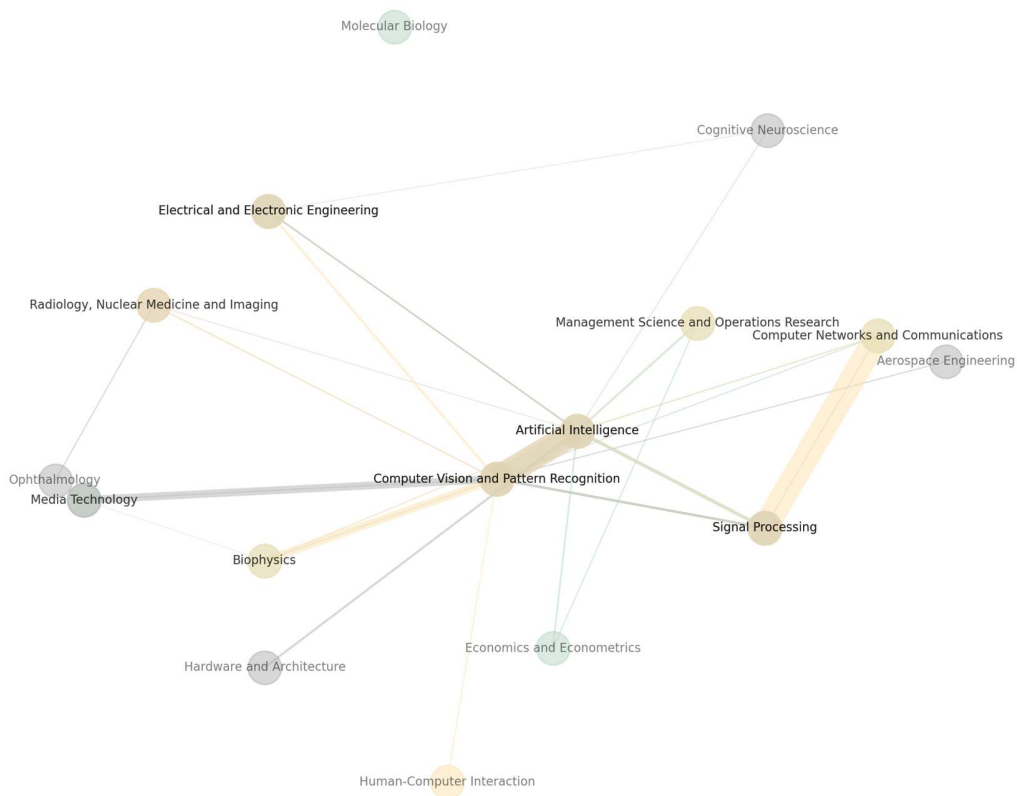 Molecular Biology
Cognitive Neuroscience
Electrical and Electronic Engineering
Radiology, Nuclear Medicine and Imaging
Management Science and Operations Research
Computer Networks and Communications
Aerospace Engineering
Artificial Intelligence
Computer Vision and Pattern Recognition
Ophthalmology
Media Technology
Signal Processing
Biophysics
Economics and Econometrics
Hardware and Architecture
Human-Computer Interaction